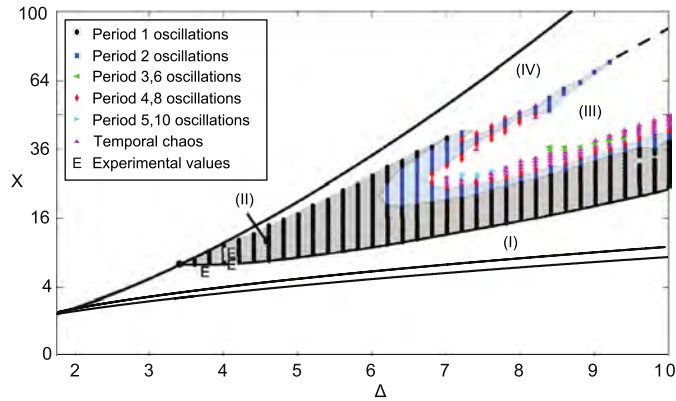 100
64
36
16
4
0
X
Period 1 oscillations
Period 2 oscillations
Period 3,6 oscillations
Period 4,8 oscillations
Period 5,10 oscillations
Temporal chaos
E Experimental values
(IV)
(III)
(II)
(I)
E
E
E
2 3 4 5 6 7 8 9 10
Δ